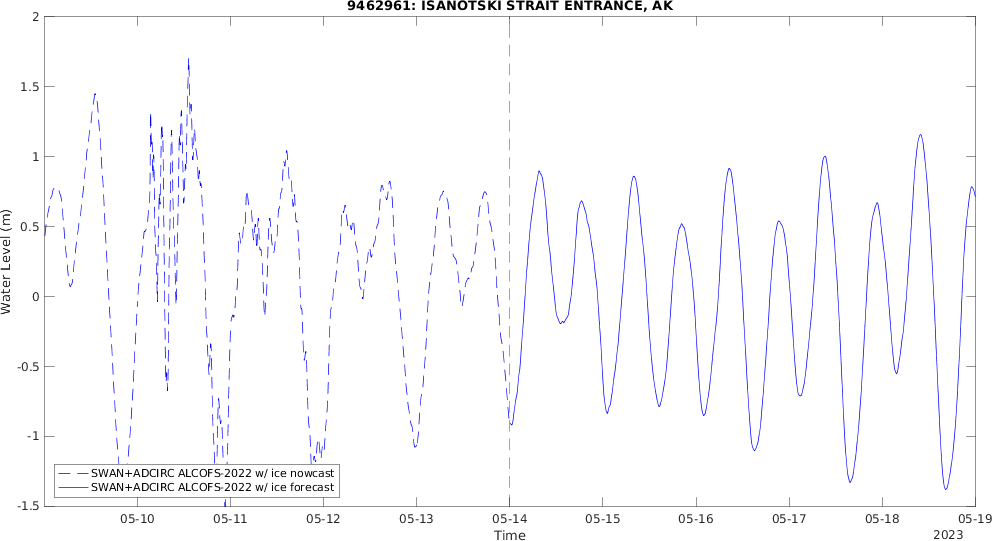 9462961: ISANOTSKI STRAIT ENTRANCE, AK
2
1.5
1
0.5
0
-0.5
-1
-1.5
Water Level (m)
SWAN+ADCIRC ALCOFS-2022 w/ ice nowcast
SWAN+ADCIRC ALCOFS-2022 w/ ice forecast
05-10 05-11 05-12 05-13 05-14 05-15 05-16 05-17 05-18 05-19
Time
2023